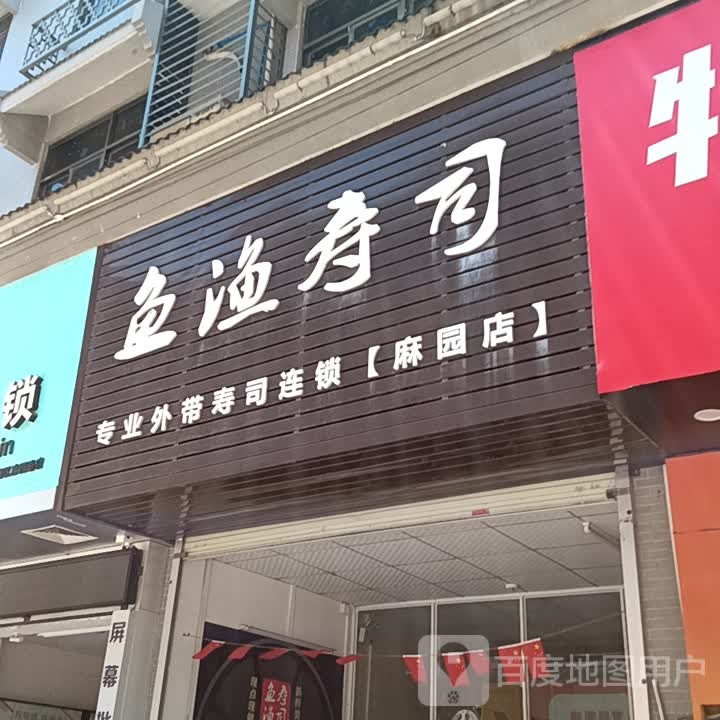 鱼渔寿司
专业外带寿司连锁【麻园店】
锁
in
屏幕
鱼渔
寿司
百度地图用户